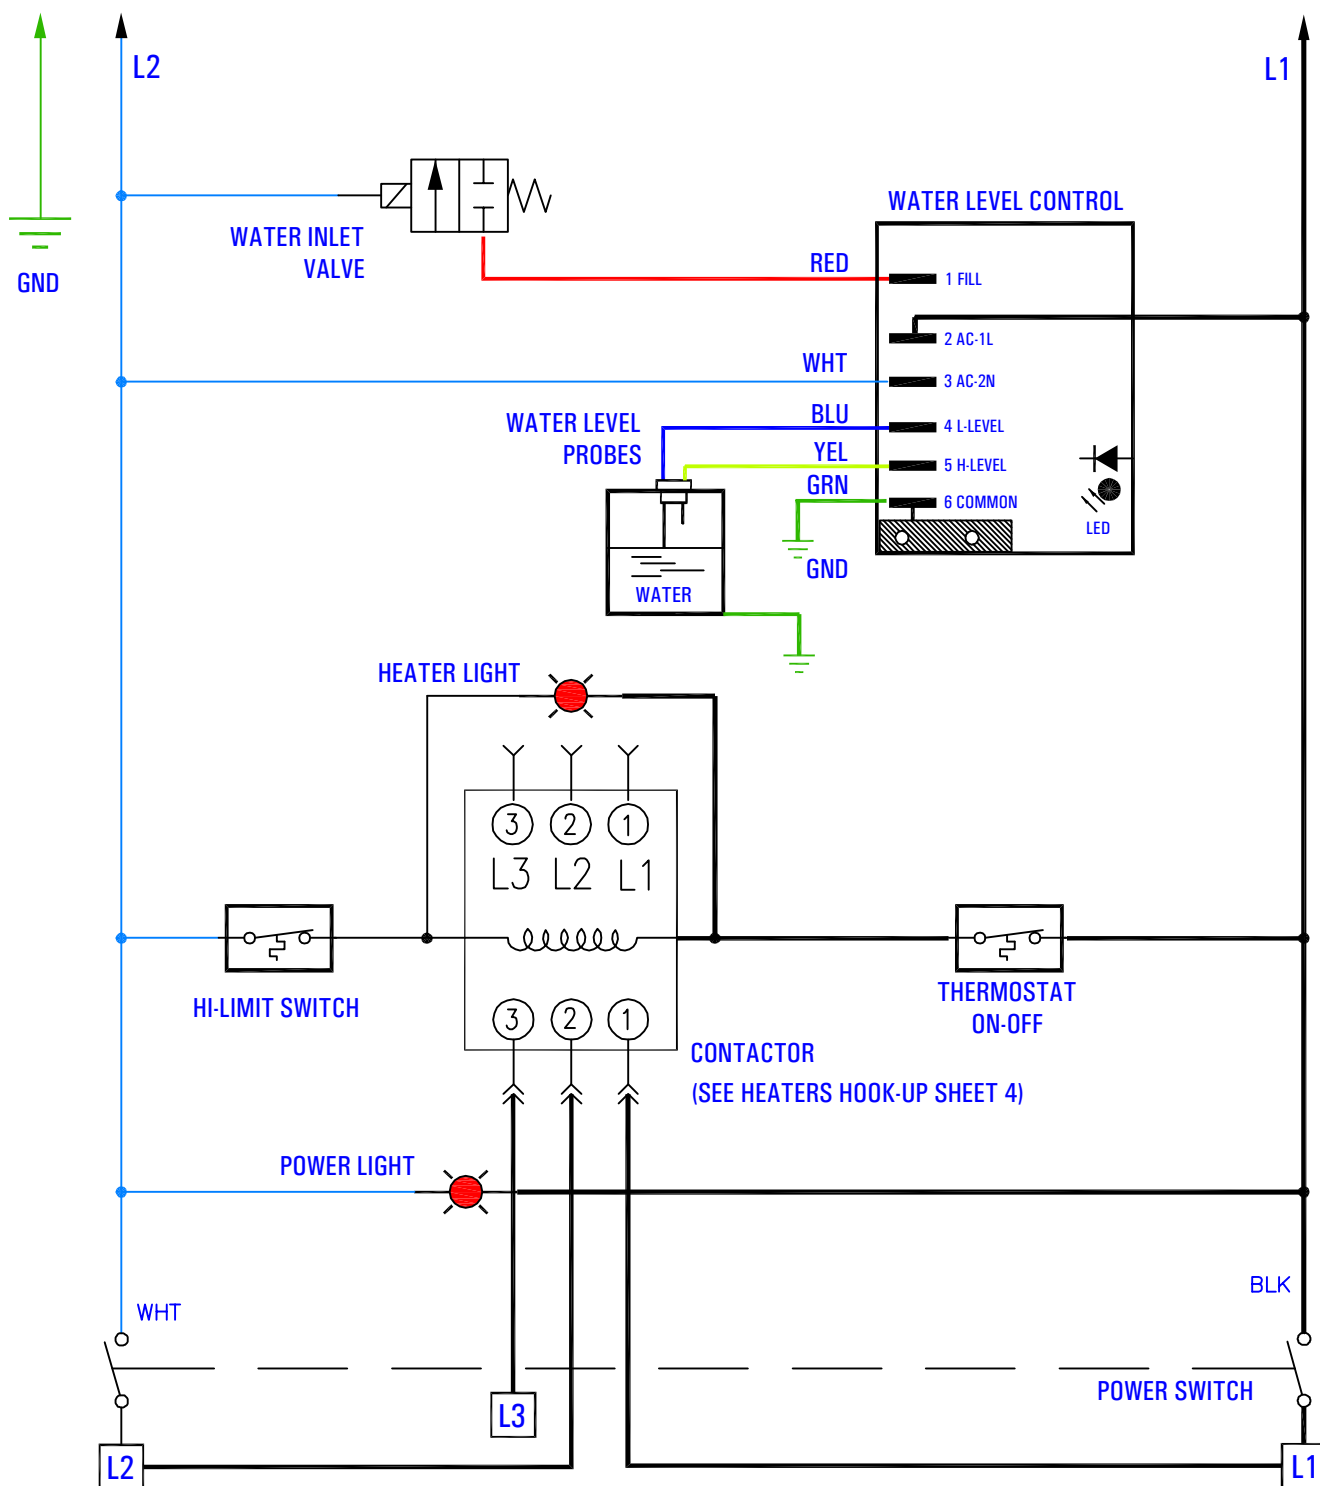 L2
L1
WATER LEVEL CONTROL
WATER INLET
VALVE
RED
1 FILL
GND
2 AC-1L
WHT
3 AC-2N
WATER LEVEL
PROBES
BLU
4 L-LEVEL
YEL
5 H-LEVEL
GRN
6 COMMON
LED
GND
WATER
HEATER LIGHT
3 2 1
L3 L2 L1
HI-LIMIT SWITCH
THERMOSTAT
ON-OFF
3 2 1
CONTACTOR
(SEE HEATERS HOOK-UP SHEET 4)
POWER LIGHT
WHT
BLK
POWER SWITCH
L3
L2
L1